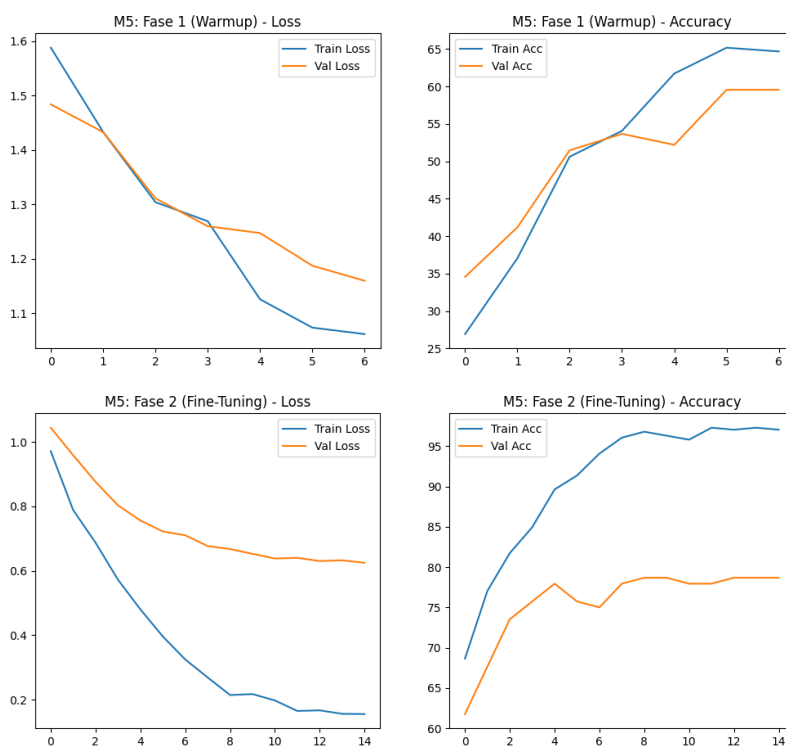 M5: Fase 1 (Warmup) - Loss
Train Loss
Val Loss
1.6
1.5
1.4
1.3
1.2
1.1
0 1 2 3 4 5 6
M5: Fase 1 (Warmup) - Accuracy
Train Acc
Val Acc
65
60
55
50
45
40
35
30
25
0 1 2 3 4 5 6
M5: Fase 2 (Fine-Tuning) - Loss
Train Loss
Val Loss
1.0
0.8
0.6
0.4
0.2
0 2 4 6 8 10 12 14
M5: Fase 2 (Fine-Tuning) - Accuracy
Train Acc
Val Acc
95
90
85
80
75
70
65
60
0 2 4 6 8 10 12 14